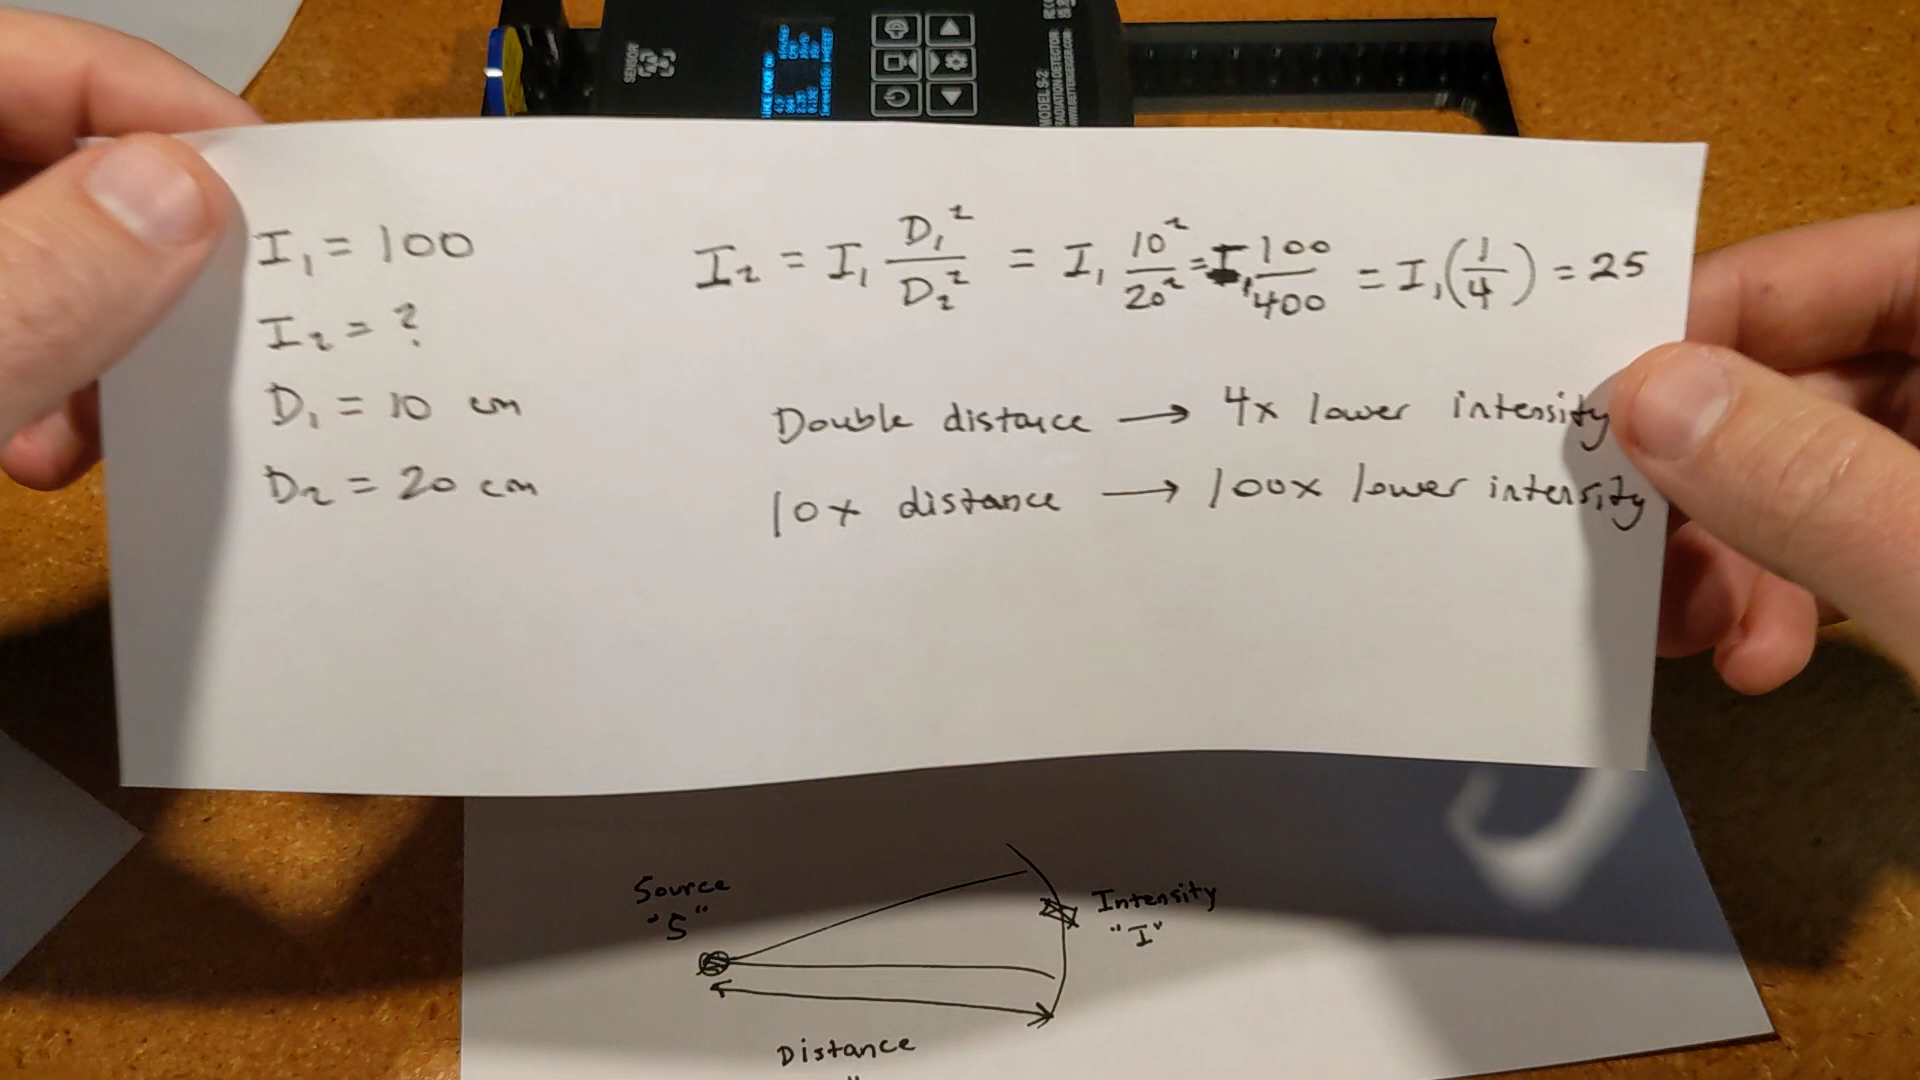 SENSOR
MODEL S-2
RADIATION DETECTOR
I₁ = 100
I₂ = ?
D₁ = 10 cm
D₂ = 20 cm
I₂ = I₁ D₁²/D₂² = I₁ 10²/20² = I₁ 100/400 = I₁(1/4) = 25
Double distance → 4x lower intensity
10x distance → 100x lower intensity
Source
"S"
Intensity
"I"
Distance